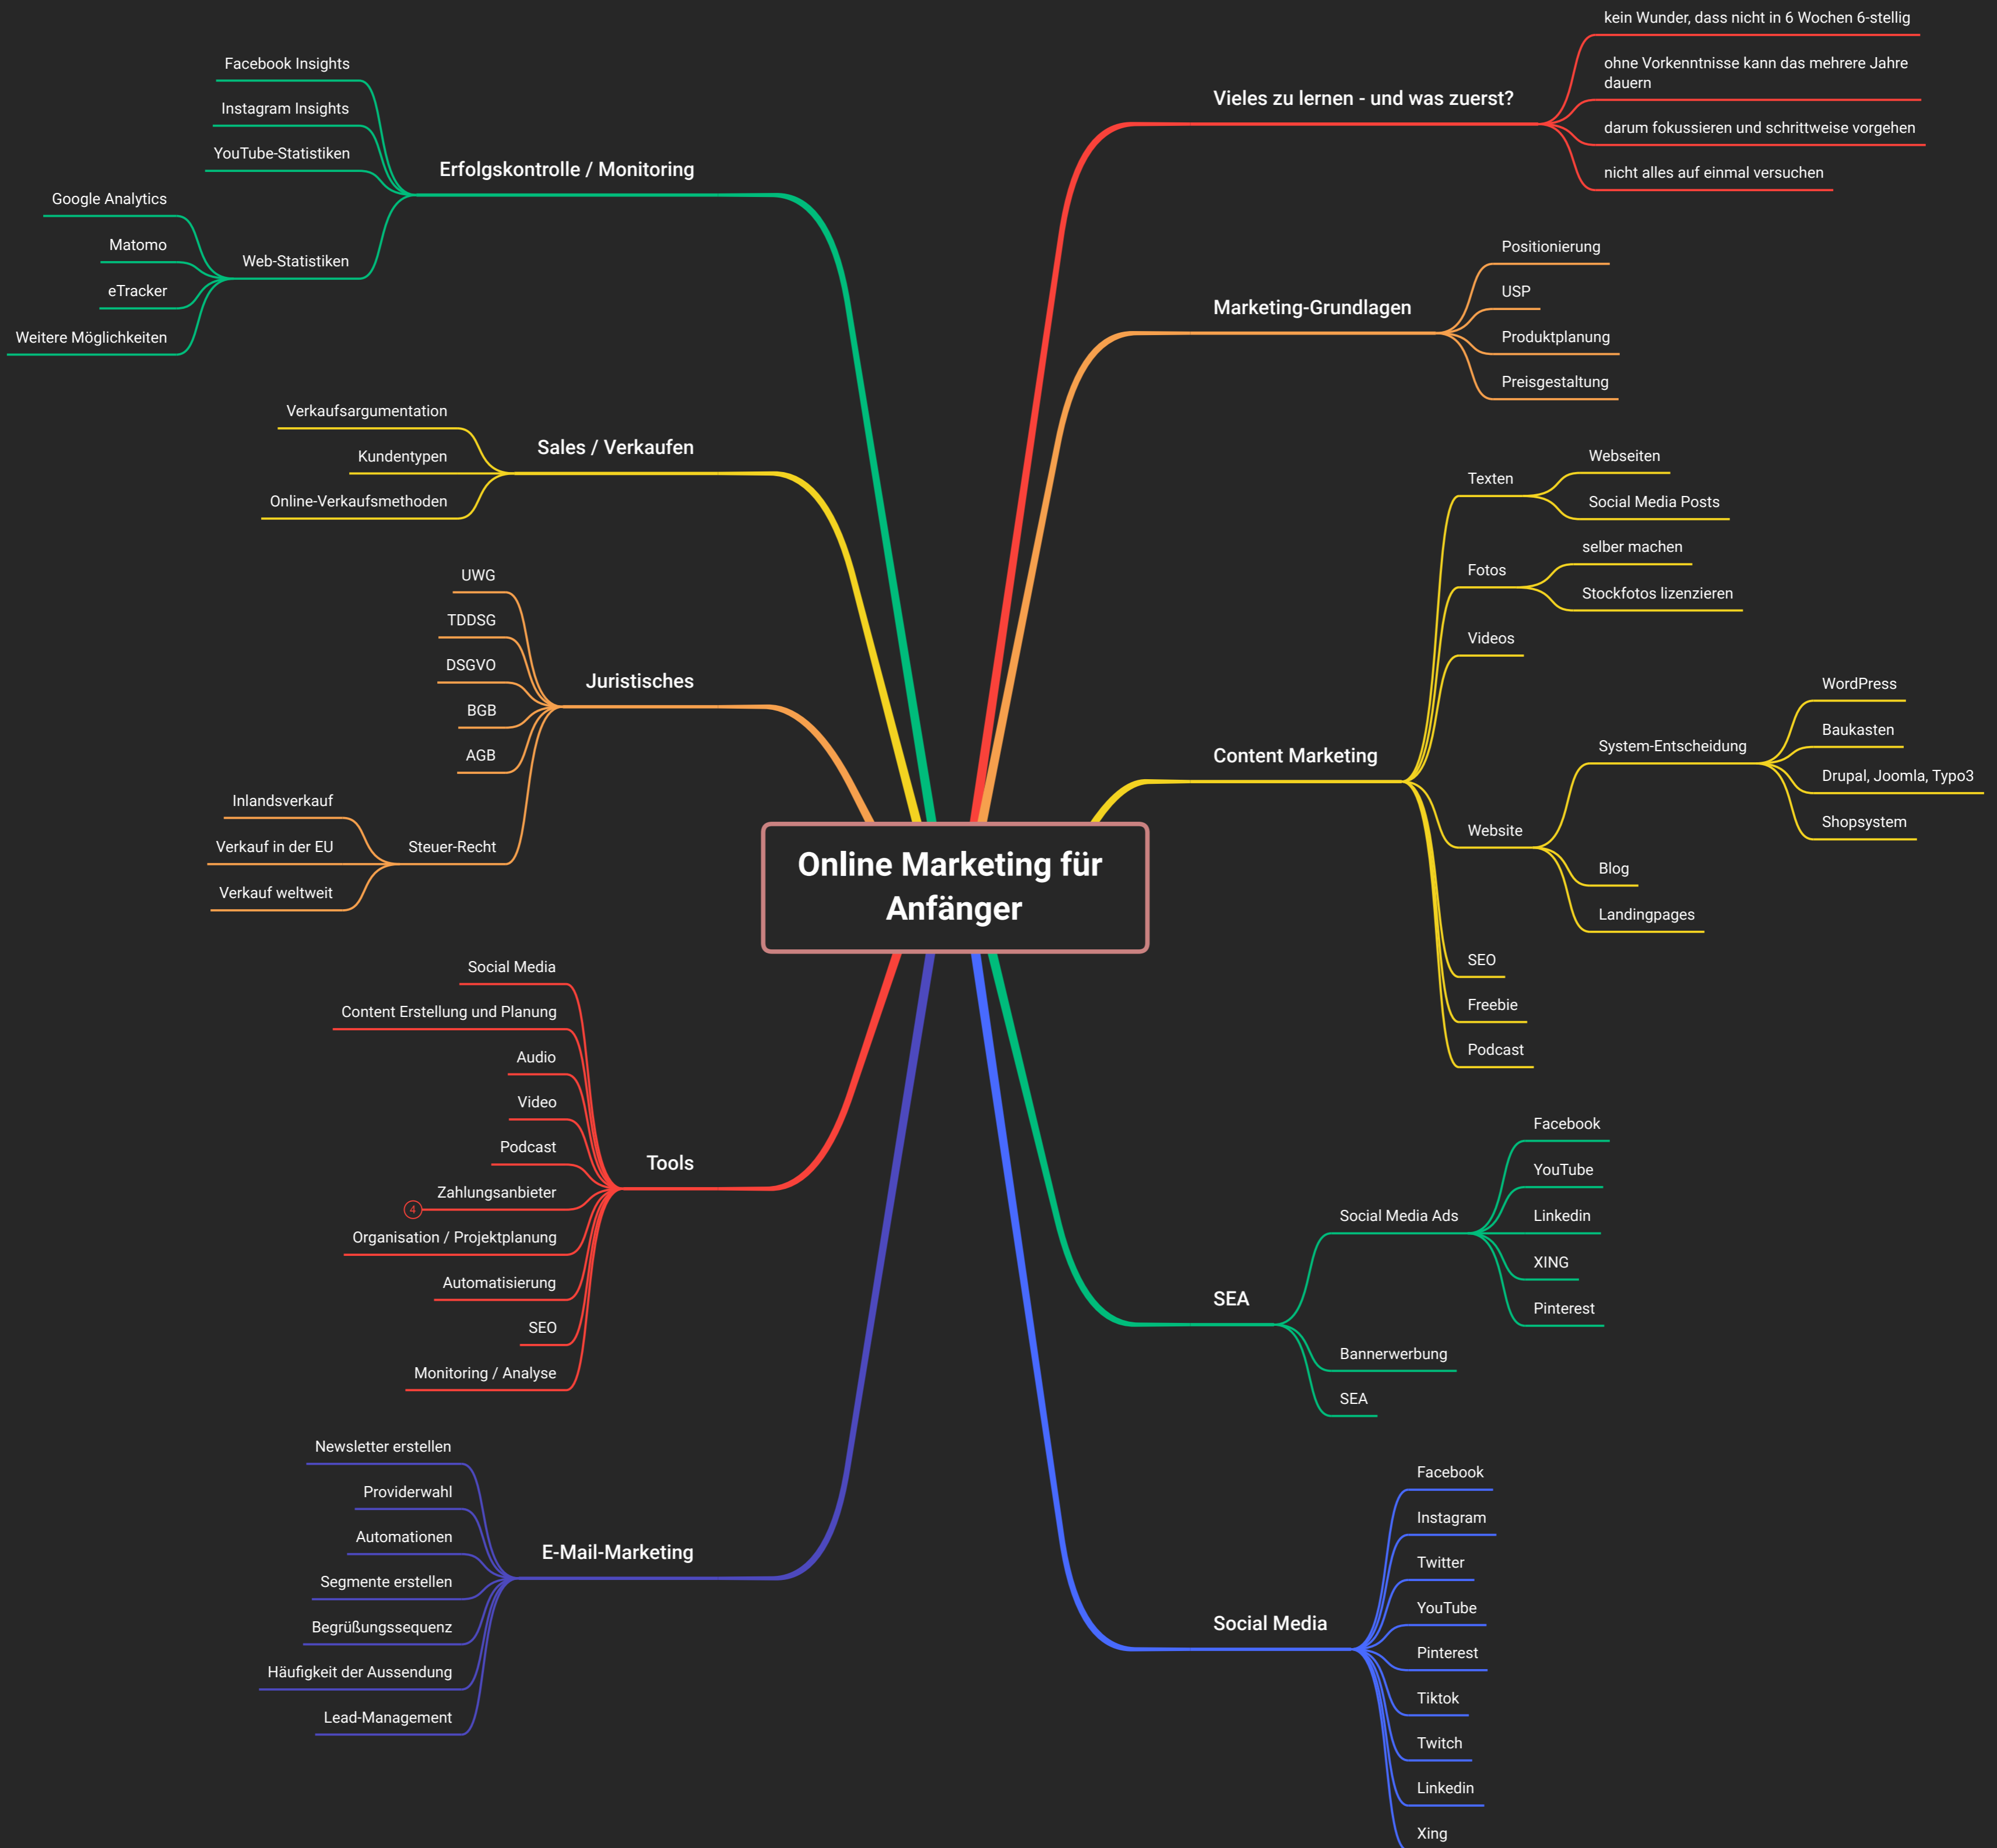 Online Marketing für
Anfänger
Vieles zu lernen - und was zuerst?
kein Wunder, dass nicht in 6 Wochen 6-stellig
ohne Vorkenntnisse kann das mehrere Jahre
dauern
darum fokussieren und schrittweise vorgehen
nicht alles auf einmal versuchen
Marketing-Grundlagen
Positionierung
USP
Produktplanung
Preisgestaltung
Content Marketing
Texten
Webseiten
Social Media Posts
Fotos
selber machen
Stockfotos lizenzieren
Videos
Website
System-Entscheidung
WordPress
Baukasten
Drupal, Joomla, Typo3
Shopsystem
Blog
Landingpages
SEO
Freebie
Podcast
SEA
Social Media Ads
Facebook
YouTube
Linkedin
XING
Pinterest
Bannerwerbung
SEA
Social Media
Facebook
Instagram
Twitter
YouTube
Pinterest
Tiktok
Twitch
Linkedin
Xing
Erfolgskontrolle / Monitoring
Facebook Insights
Instagram Insights
YouTube-Statistiken
Web-Statistiken
Google Analytics
Matomo
eTracker
Weitere Möglichkeiten
Sales / Verkaufen
Verkaufsargumentation
Kundentypen
Online-Verkaufsmethoden
Juristisches
UWG
TDDSG
DSGVO
BGB
AGB
Steuer-Recht
Inlandsverkauf
Verkauf in der EU
Verkauf weltweit
Tools
Social Media
Content Erstellung und Planung
Audio
Video
Podcast
Zahlungsanbieter
4
Organisation / Projektplanung
Automatisierung
SEO
Monitoring / Analyse
E-Mail-Marketing
Newsletter erstellen
Providerwahl
Automationen
Segmente erstellen
Begrüßungssequenz
Häufigkeit der Aussendung
Lead-Management